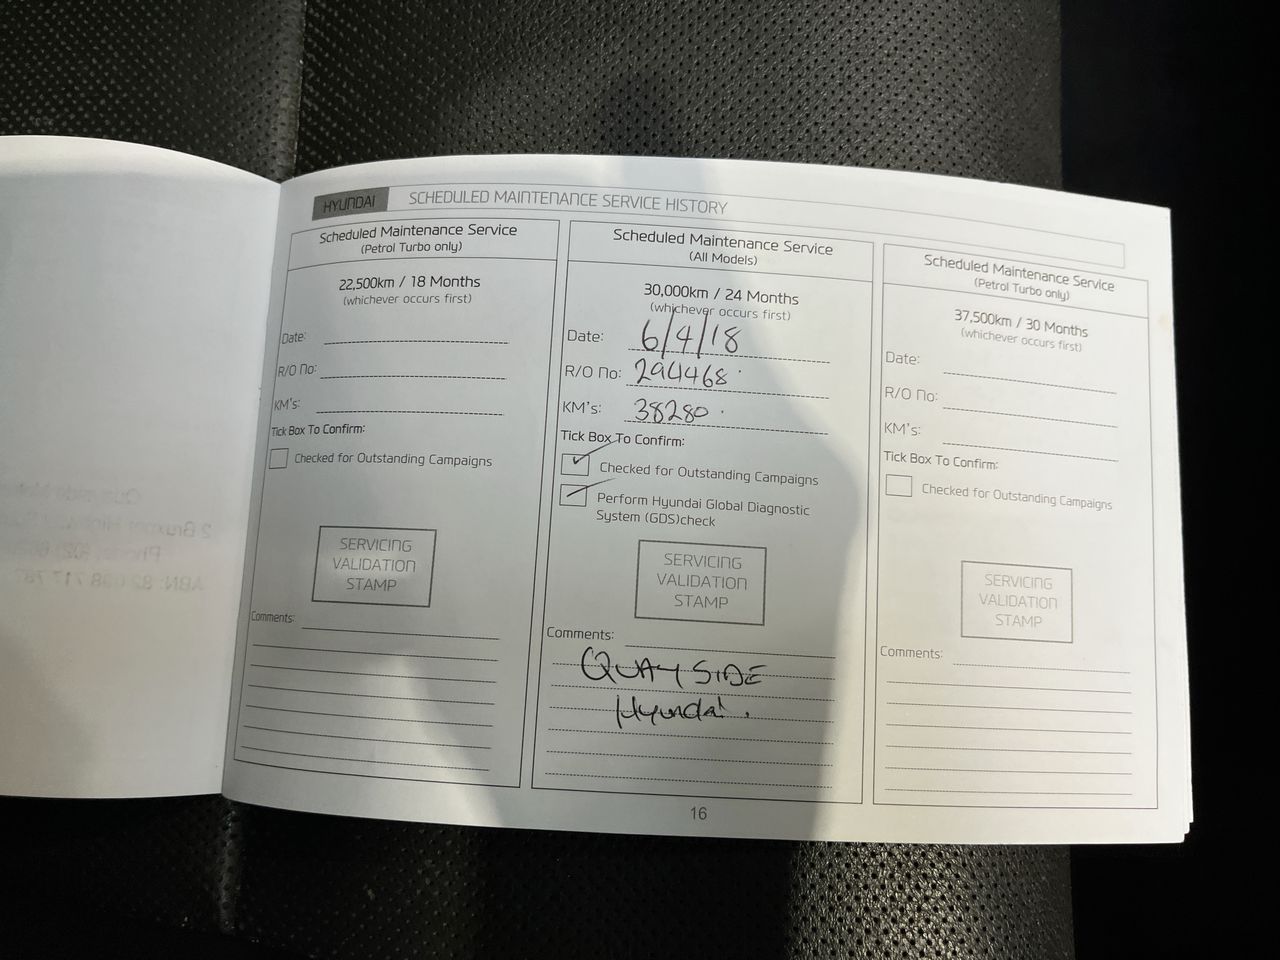 HYUNDAI SCHEDULED MAINTENANCE SERVICE HISTORY
Scheduled Maintenance Service
(Petrol Turbo only)
22,500km / 18 Months
(whichever occurs first)
Date:
R/O No:
KM's:
Tick Box To Confirm:
Checked for Outstanding Campaigns
SERVICING
VALIDATION
STAMP
Comments:
Scheduled Maintenance Service
(All Models)
30,000km / 24 Months
(whichever occurs first)
Date: 6/4/18
R/O No: 294468
KM's: 38280
Tick Box To Confirm:
Checked for Outstanding Campaigns
Perform Hyundai Global Diagnostic
System (GDS)check
SERVICING
VALIDATION
STAMP
Comments:
QUAYSIDE
Hyundai.
Scheduled Maintenance Service
(Petrol Turbo only)
37,500km / 30 Months
(whichever occurs first)
Date:
R/O No:
KM's:
Tick Box To Confirm:
Checked for Outstanding Campaigns
SERVICING
VALIDATION
STAMP
Comments:
16